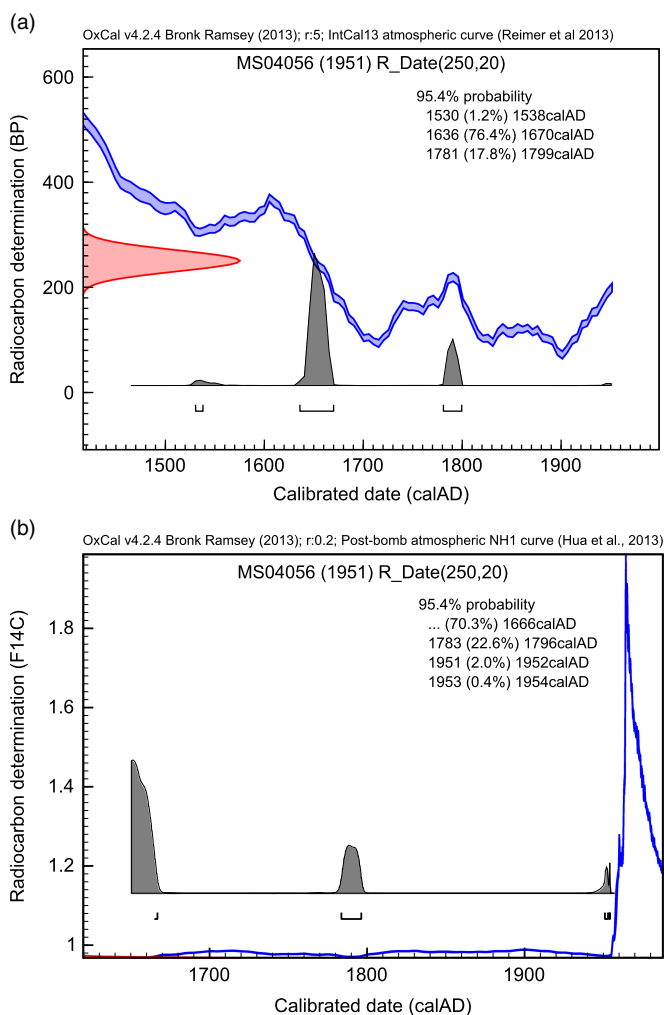 (a)
OxCal v4.2.4 Bronk Ramsey (2013); r:5; IntCal13 atmospheric curve (Reimer et al 2013)
MS04056 (1951) R_Date(250,20)
95.4% probability
1530 (1.2%) 1538calAD
1636 (76.4%) 1670calAD
1781 (17.8%) 1799calAD
Radiocarbon determination (BP)
600
400
200
0
1500 1600 1700 1800 1900
Calibrated date (calAD)
(b)
OxCal v4.2.4 Bronk Ramsey (2013); r:0.2; Post-bomb atmospheric NH1 curve (Hua et al., 2013)
MS04056 (1951) R_Date(250,20)
95.4% probability
... (70.3%) 1666calAD
1783 (22.6%) 1796calAD
1951 (2.0%) 1952calAD
1953 (0.4%) 1954calAD
Radiocarbon determination (F14C)
1.8
1.6
1.4
1.2
1
1700 1800 1900
Calibrated date (calAD)